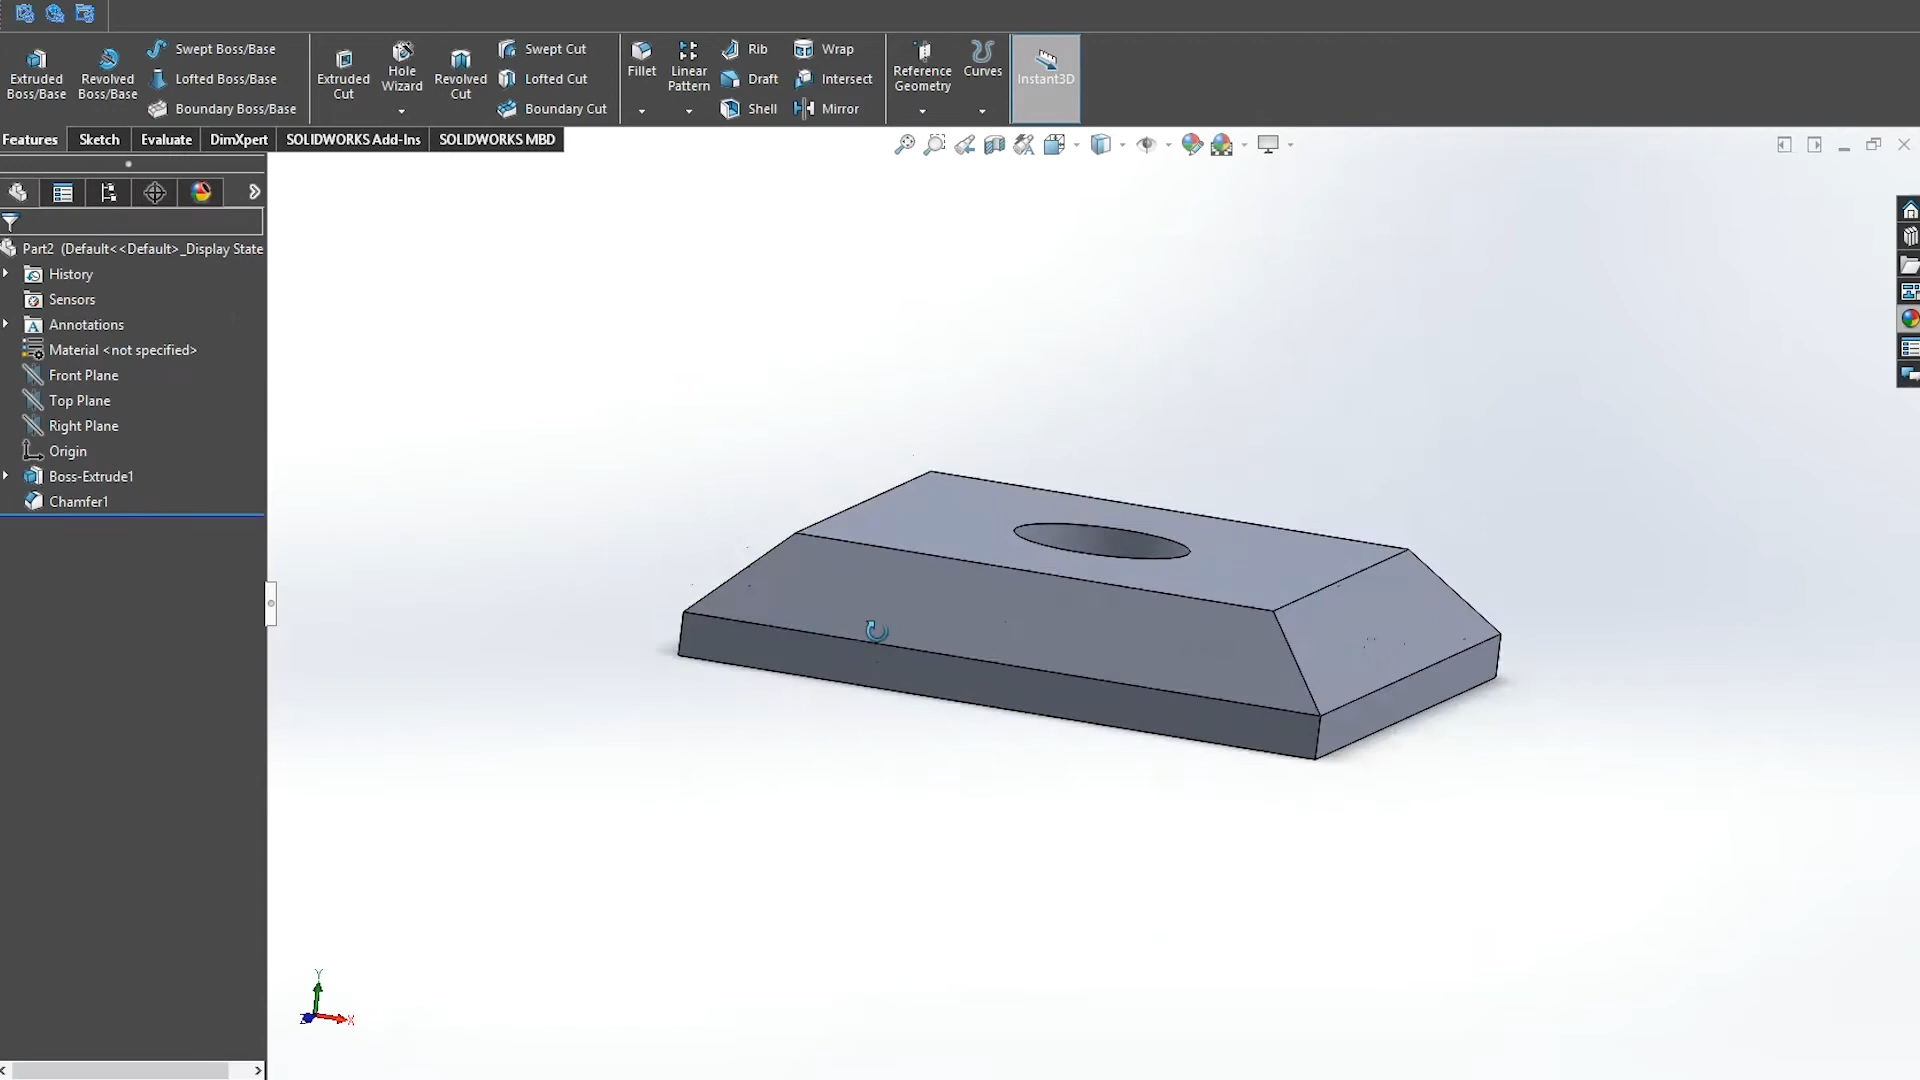 Extruded Boss/Base
Revolved Boss/Base
Swept Boss/Base
Lofted Boss/Base
Boundary Boss/Base
Extruded Cut
Hole Wizard
Revolved Cut
Swept Cut
Lofted Cut
Boundary Cut
Fillet
Linear Pattern
Rib
Draft
Shell
Wrap
Intersect
Mirror
Reference Geometry
Curves
Instant3D
Features
Sketch
Evaluate
DimXpert
SOLIDWORKS Add-Ins
SOLIDWORKS MBD
Part2 (Default<<Default>_Display State
History
Sensors
Annotations
Material <not specified>
Front Plane
Top Plane
Right Plane
Origin
Boss-Extrude1
Chamfer1
Y
Z
X